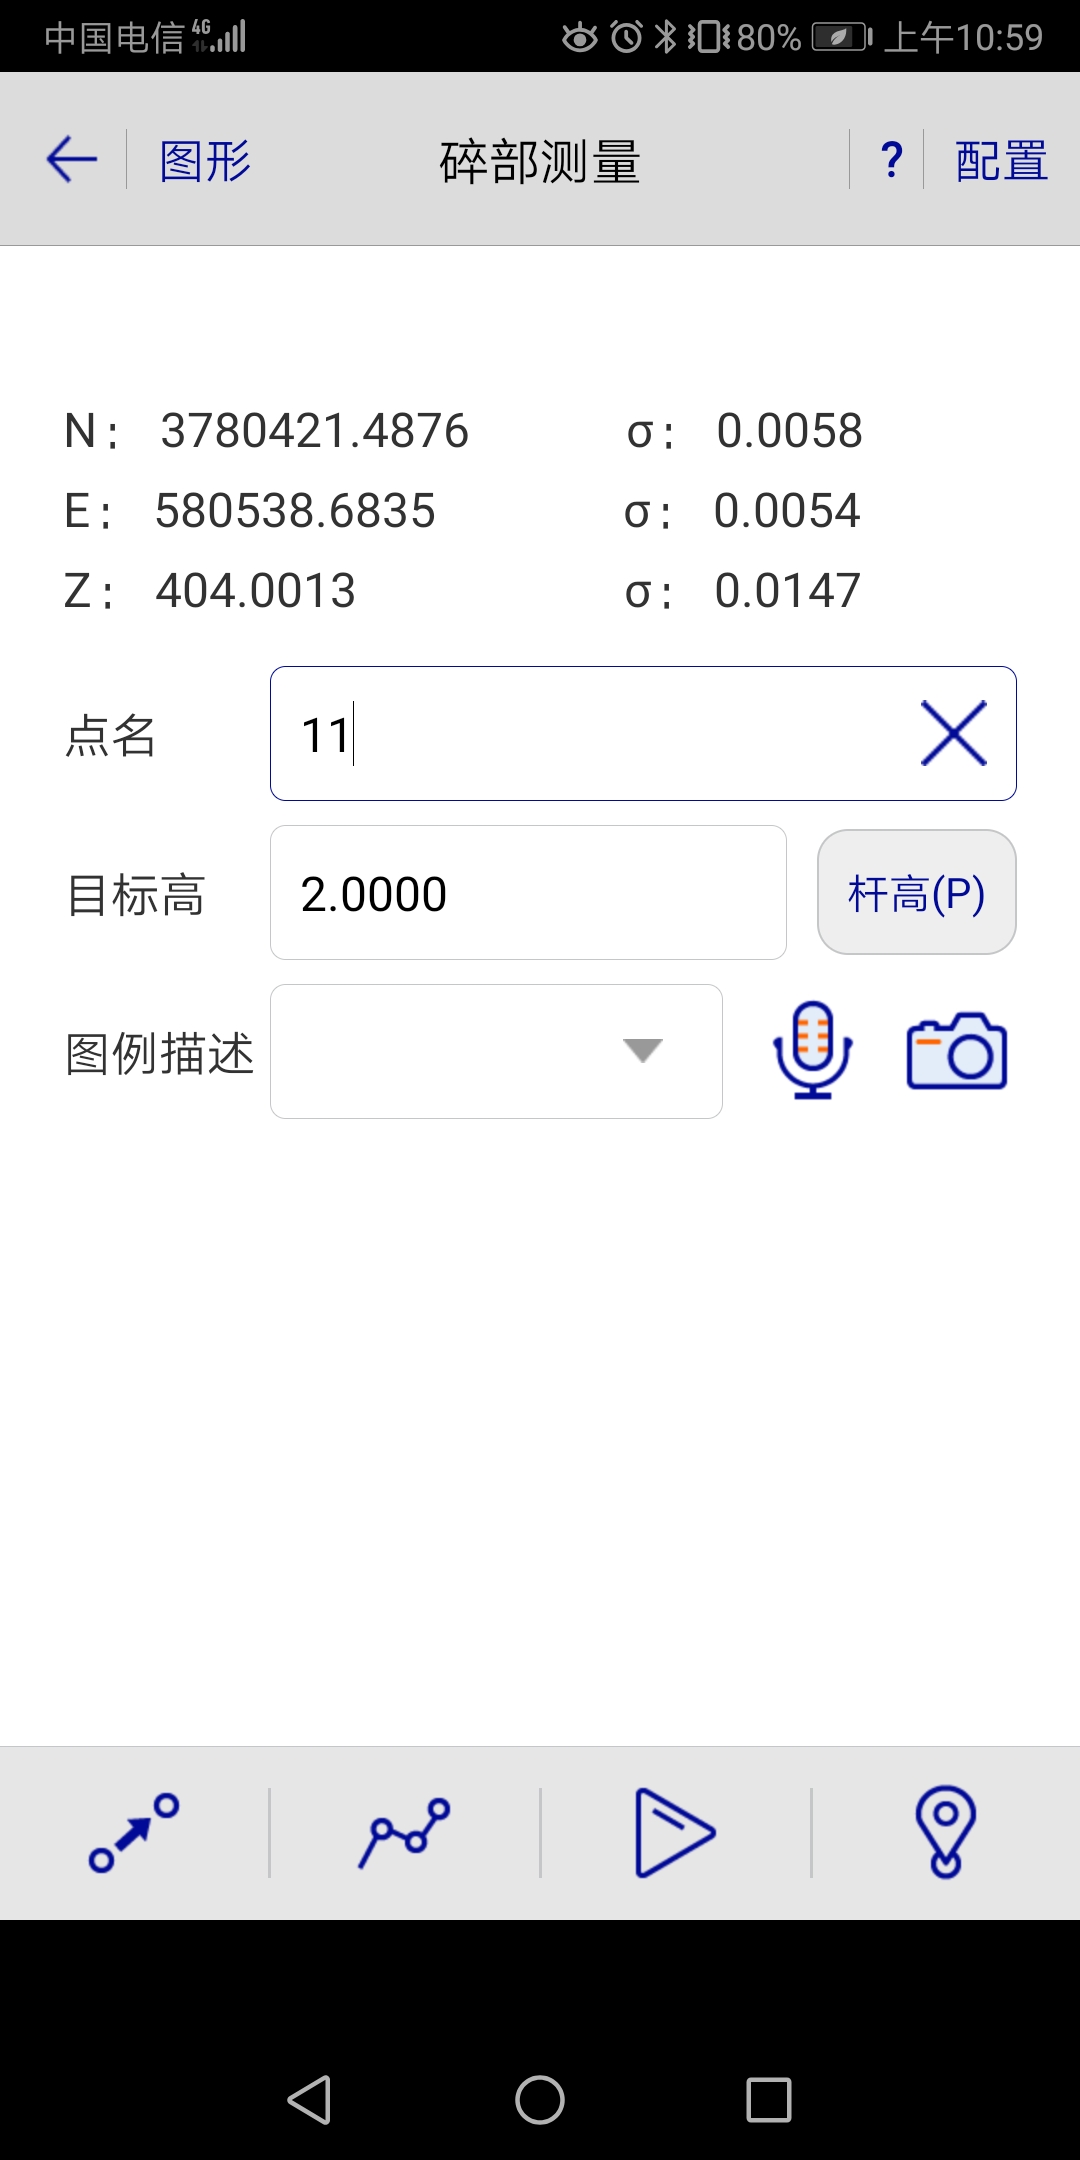 中国电信 4G 80% 上午10:59
图形 碎部测量 ? 配置
N: 3780421.4876 σ: 0.0058
E: 580538.6835 σ: 0.0054
Z: 404.0013 σ: 0.0147
点名 11
目标高 2.0000 杆高(P)
图例描述